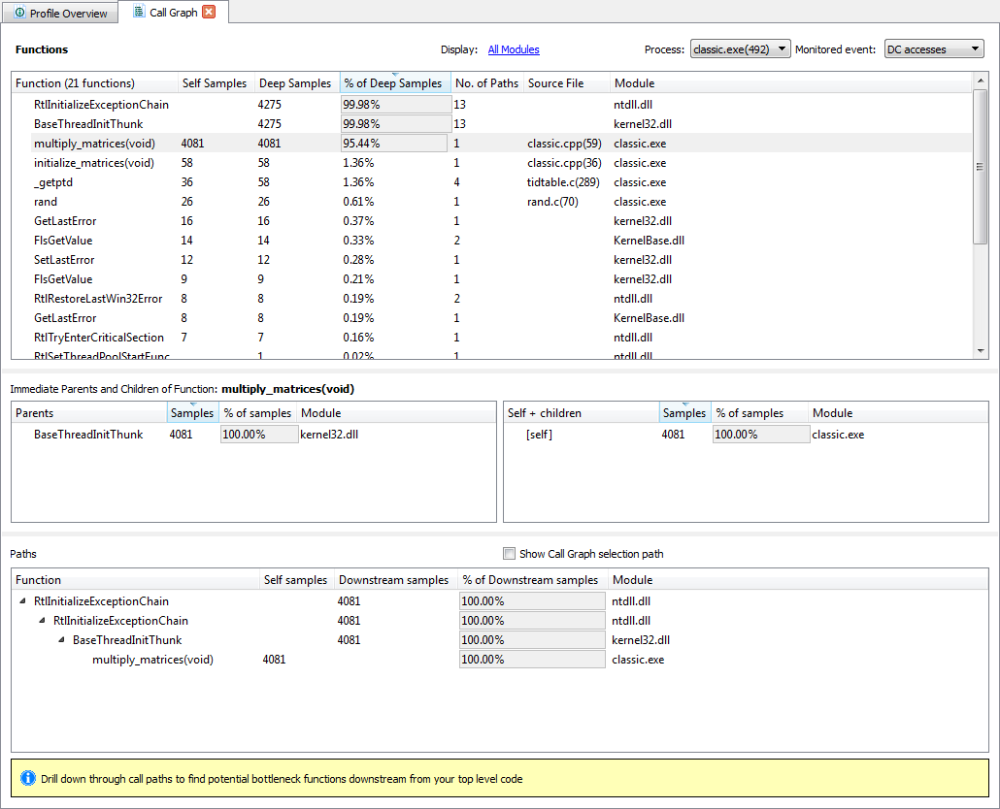 Profile Overview Call Graph
Functions Display: All Modules Process: classic.exe(492) Monitored event: DC accesses
Function (21 functions) Self Samples Deep Samples % of Deep Samples No. of Paths Source File Module
RtlInitializeExceptionChain 4275 99.98% 13 ntdll.dll
BaseThreadInitThunk 4275 99.98% 13 kernel32.dll
multiply_matrices(void) 4081 4081 95.44% 1 classic.cpp(59) classic.exe
initialize_matrices(void) 58 58 1.36% 1 classic.cpp(36) classic.exe
_getptd 36 58 1.36% 4 tidtable.c(289) classic.exe
rand 26 26 0.61% 1 rand.c(70) classic.exe
GetLastError 16 16 0.37% 1 kernel32.dll
FlsGetValue 14 14 0.33% 2 KernelBase.dll
SetLastError 12 12 0.28% 1 kernel32.dll
FlsGetValue 9 9 0.21% 1 kernel32.dll
RtlRestoreLastWin32Error 8 8 0.19% 2 ntdll.dll
GetLastError 8 8 0.19% 1 KernelBase.dll
RtlTryEnterCriticalSection 7 7 0.16% 1 ntdll.dll
RtlSetThreadPoolStartFunc 1 0.02% 1 ntdll.dll
Immediate Parents and Children of Function: multiply_matrices(void)
Parents Samples % of samples Module Self + children Samples % of samples Module
BaseThreadInitThunk 4081 100.00% kernel32.dll [self] 4081 100.00% classic.exe
Paths Show Call Graph selection path
Function Self samples Downstream samples % of Downstream samples Module
RtlInitializeExceptionChain 4081 100.00% ntdll.dll
RtlInitializeExceptionChain 4081 100.00% ntdll.dll
BaseThreadInitThunk 4081 100.00% kernel32.dll
multiply_matrices(void) 4081 100.00% classic.exe
Drill down through call paths to find potential bottleneck functions downstream from your top level code